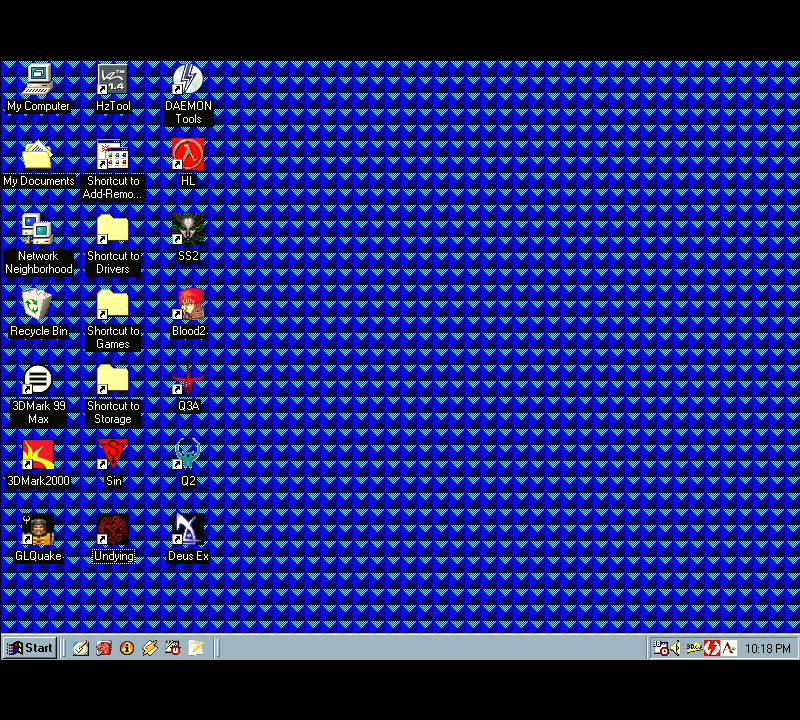 My Computer
HzTool
1.4
DAEMON
Tools
My Documents
Shortcut to
Add-Remo...
HL
Network
Neighborhood
Shortcut to
Drivers
SS2
Recycle Bin
Shortcut to
Games
Blood2
3DMark 99
Max
Shortcut to
Storage
Q3A
3DMark2000
Sin
Q2
GLQuake
Undying
Deus Ex
Start
10:18 PM